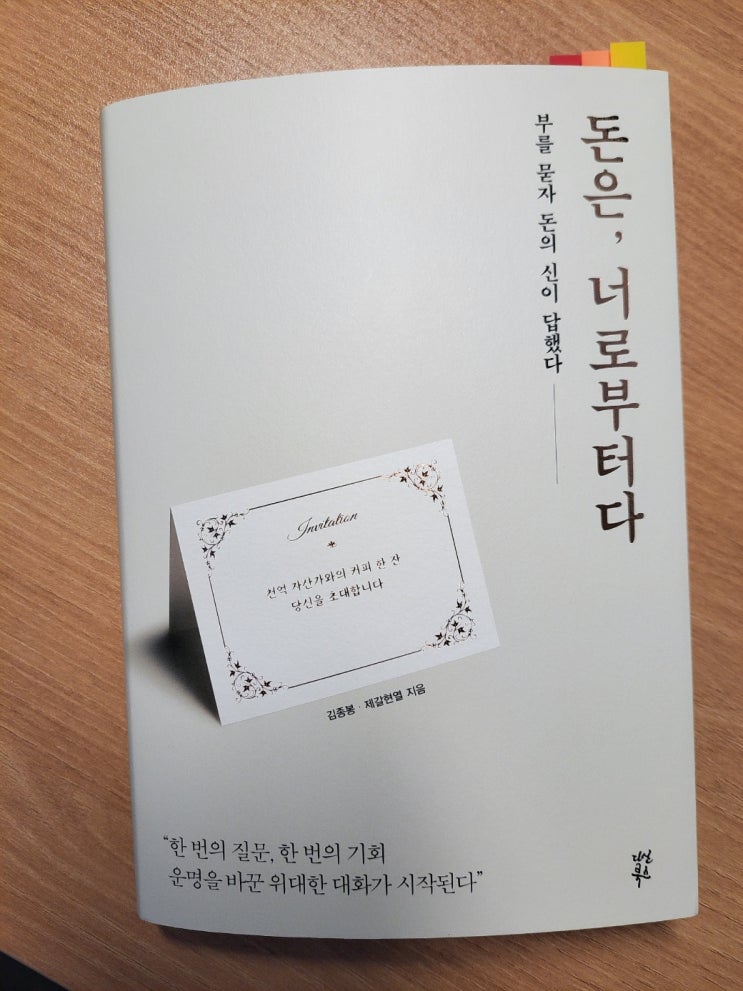 돈은, 너로부터다
부를 묻자 돈의 신이 답했다
Invitation
천억 자산가와의 커피 한 잔
당신을 초대합니다
김종봉 · 제갈현열 지음
“한 번의 질문, 한 번의 기회
운명을 바꾼 위대한 대화가 시작된다”
다산
북스